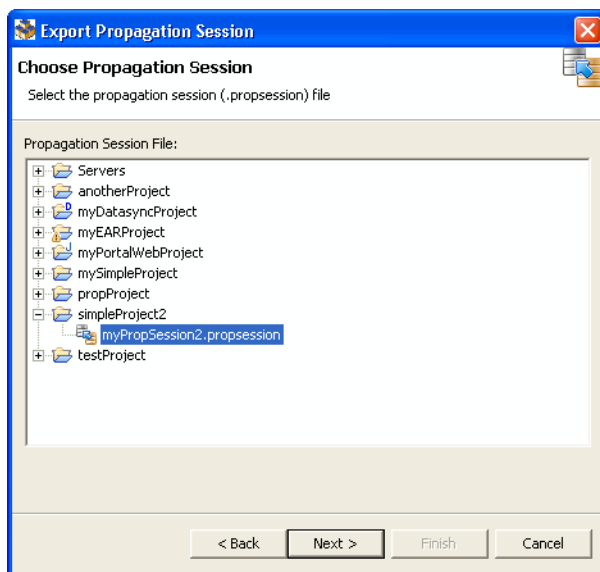 Export Propagation Session
Choose Propagation Session
Select the propagation session (.propsession) file
Propagation Session File:
Servers
anotherProject
myDatasyncProject
myEARProject
myPortalWebProject
mySimpleProject
propProject
simpleProject2
myPropSession2.propsession
testProject
< Back Next > Finish Cancel